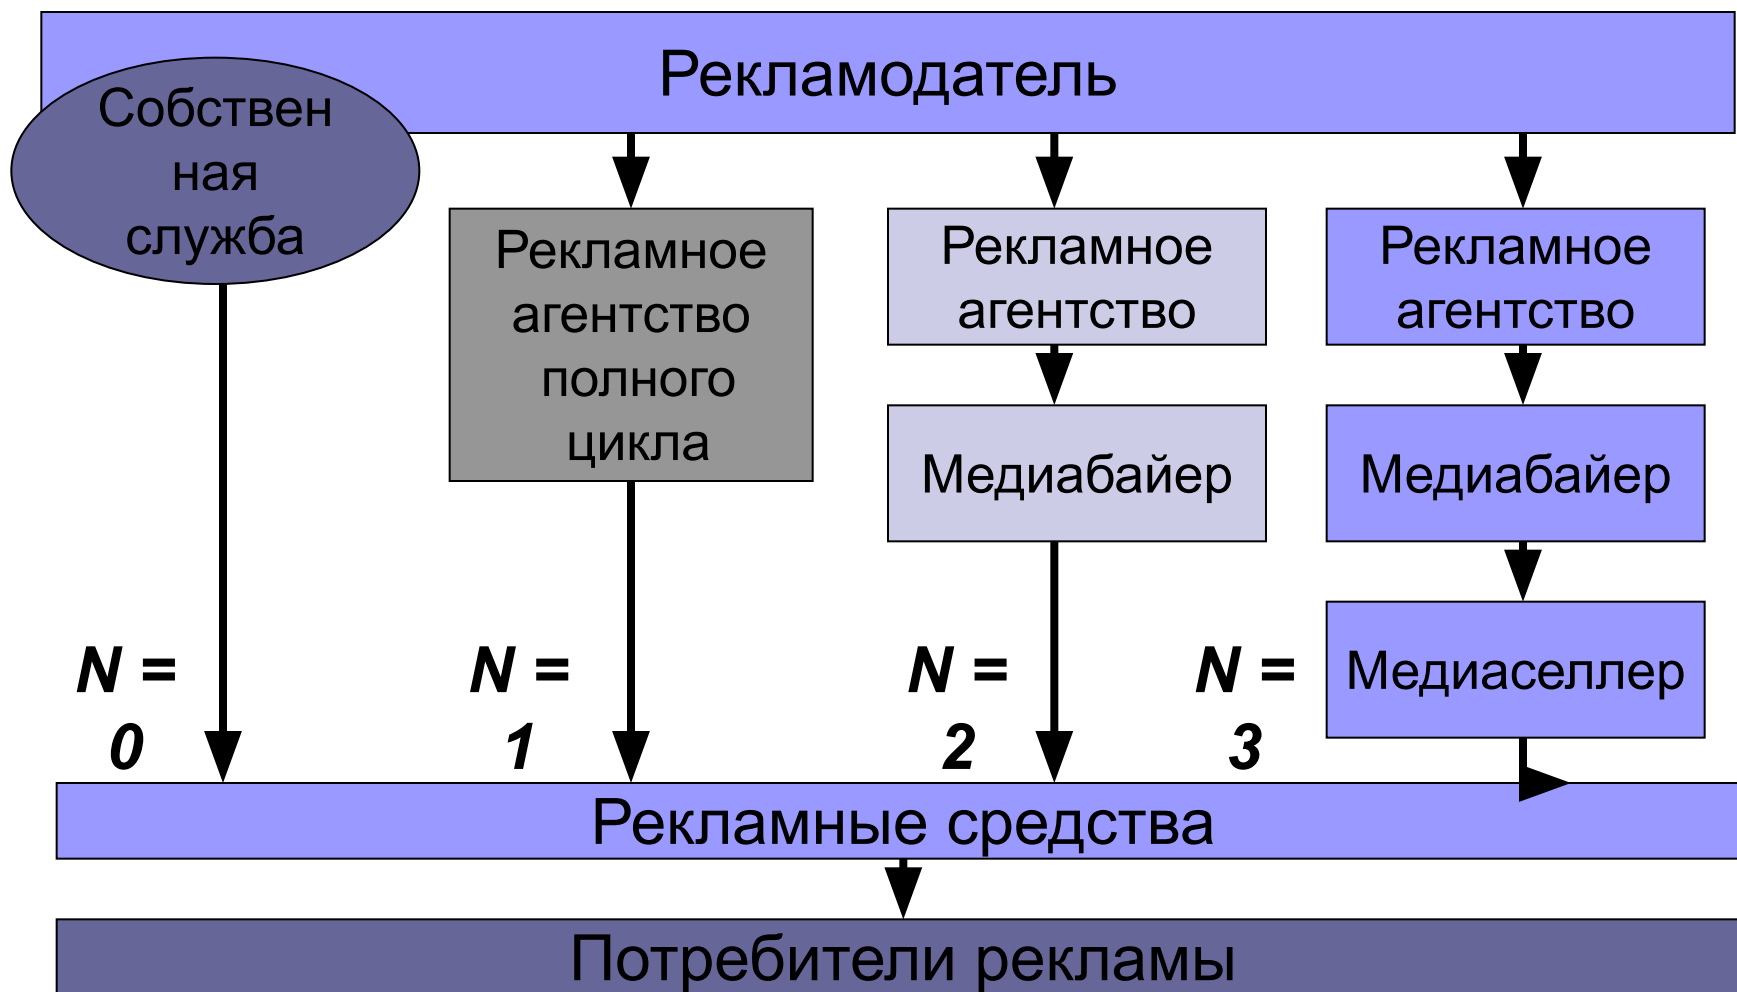 Рекламодатель
Собствен
ная
служба
Рекламное
агентство
полного
цикла
Рекламное
агентство
Медиабайер
Рекламное
агентство
Медиабайер
Медиаселлер
N =
0
N =
1
N =
2
N =
3
Рекламные средства
Потребители рекламы